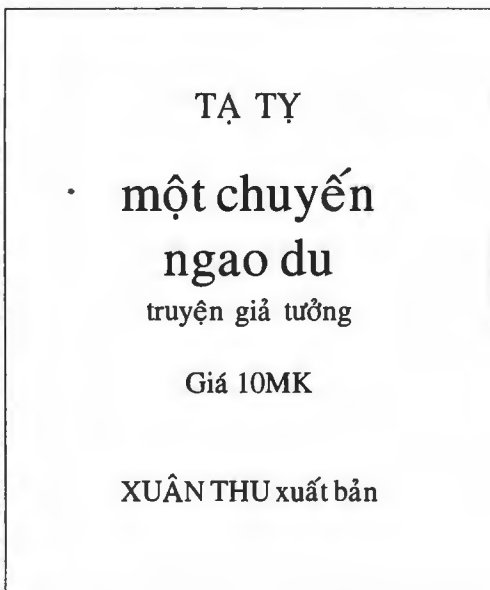 TẠ TỴ
một chuyến
ngao du
truyện giả tưởng
Giá 10MK
XUÂN THU xuất bản